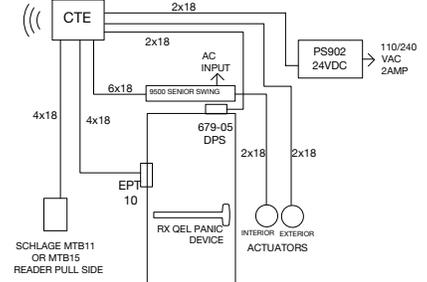 2x18
CTE
2x18
110/240
VAC
2AMP
PS902
24VDC
AC
INPUT
6x18
9500 SENIOR SWING
4x18
4x18
679-05
DPS
2x18
2x18
EPT
10
RX QEL PANIC
DEVICE
INTERIOR
EXTERIOR
ACTUATORS
SCHLAGE MTB11
OR MTB15
READER PULL SIDE